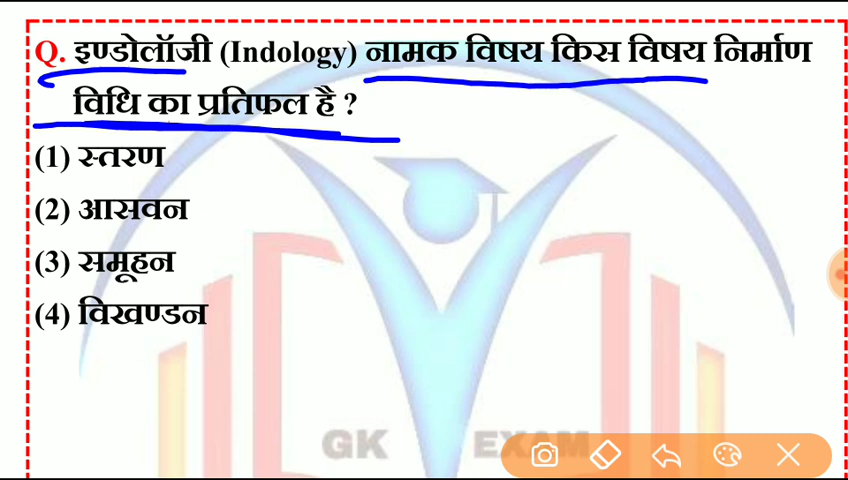 Q. इण्डोलॉजी (Indology) नामक विषय किस विषय निर्माण
विधि का प्रतिफल है ?
(1) स्तरण
(2) आसवन
(3) समूहन
(4) विखण्डन
GK EXAM